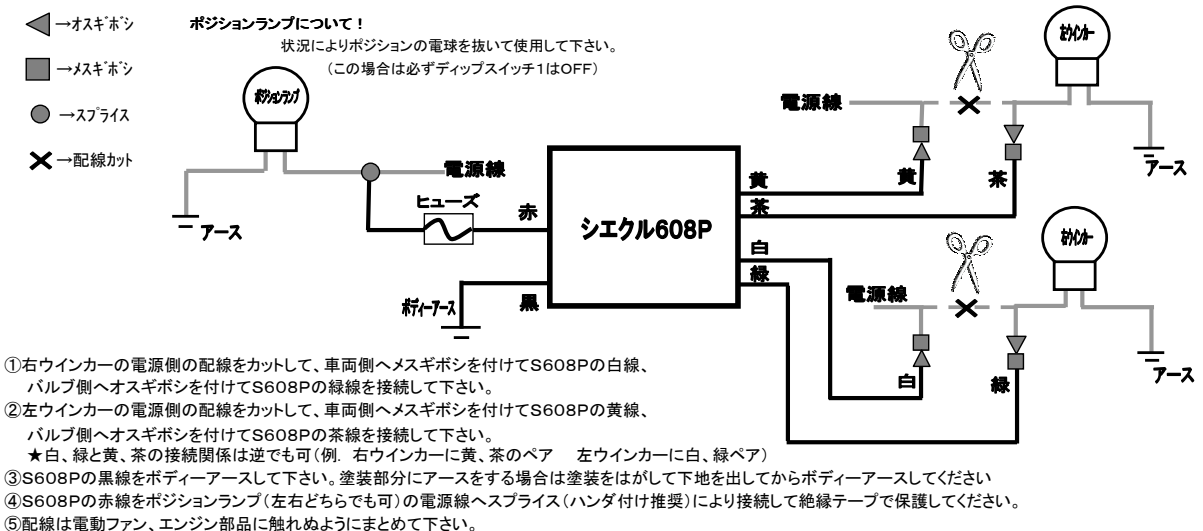 →オスギボシ
→メスギボシ
→スプライス
→配線カット
ポジションランプについて！
状況によりポジションの電球を抜いて使用して下さい。
（この場合は必ずディップスイッチ1はOFF）
ポジションランプ
電源線
アース
ヒューズ
赤
ボディーアース
黒
シエクル608P
黄
茶
白
緑
左ウインカー
電源線
黄
茶
アース
右ウインカー
電源線
白
緑
アース
①右ウインカーの電源側の配線をカットして、車両側へメスギボシを付けてS608Pの白線、
バルブ側へオスギボシを付けてS608Pの緑線を接続して下さい。
②左ウインカーの電源側の配線をカットして、車両側へメスギボシを付けてS608Pの黄線、
バルブ側へオスギボシを付けてS608Pの茶線を接続して下さい。
★白、緑と黄、茶の接続関係は逆でも可（例. 右ウインカーに黄、茶のペア　左ウインカーに白、緑ペア）
③S608Pの黒線をボディーアースして下さい。塗装部分にアースをする場合は塗装をはがして下地を出してからボディーアースしてください
④S608Pの赤線をポジションランプ（左右どちらでも可）の電源線へスプライス（ハンダ付け推奨）により接続して絶縁テープで保護してください。
⑤配線は電動ファン、エンジン部品に触れぬようにまとめて下さい。